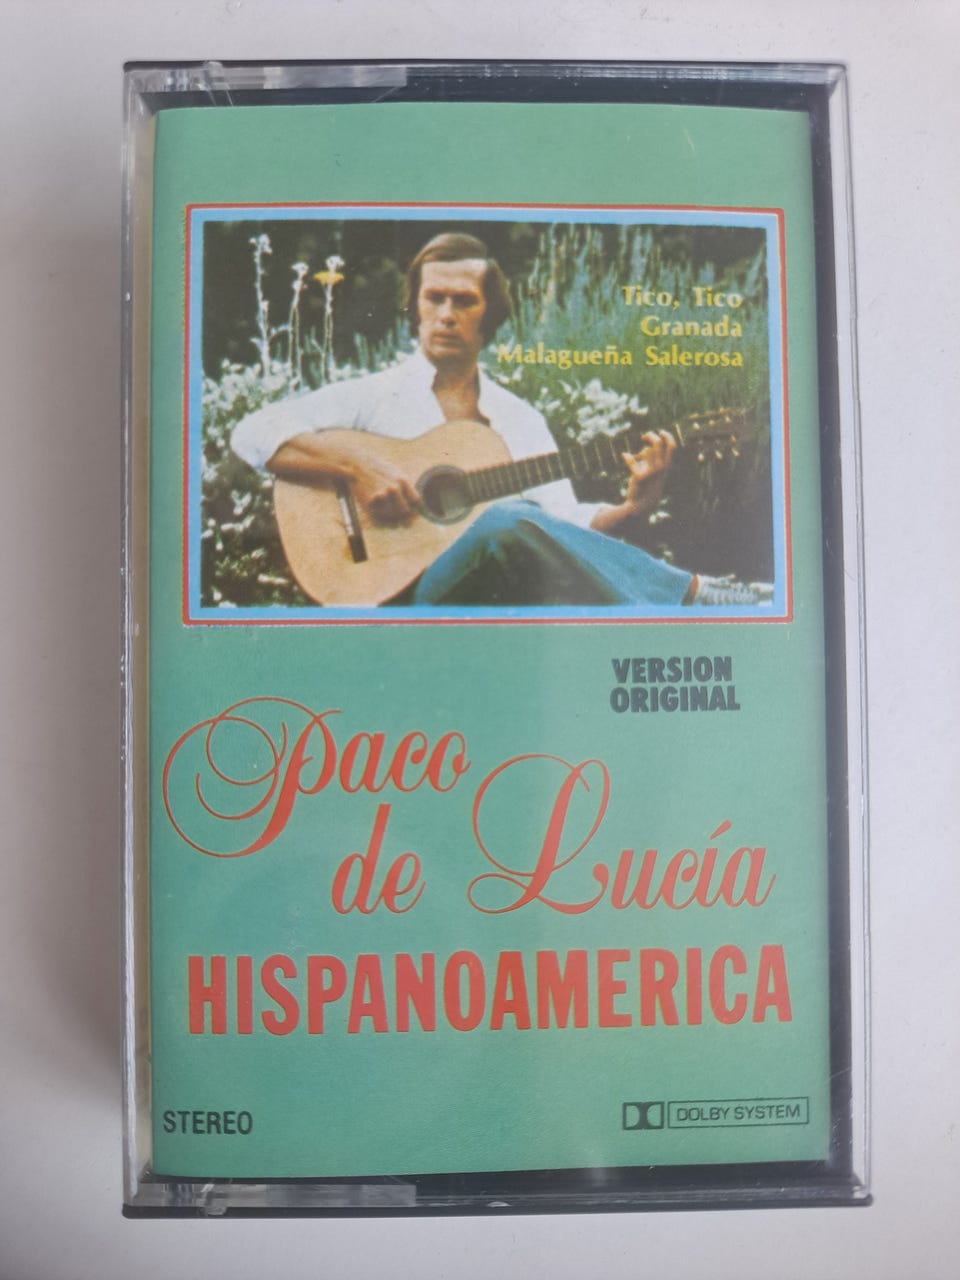 Tico, Tico
Granada
Malagueña Salerosa
VERSION
ORIGINAL
Paco
de Lucía
HISPANOAMERICA
STEREO
DOLBY SYSTEM